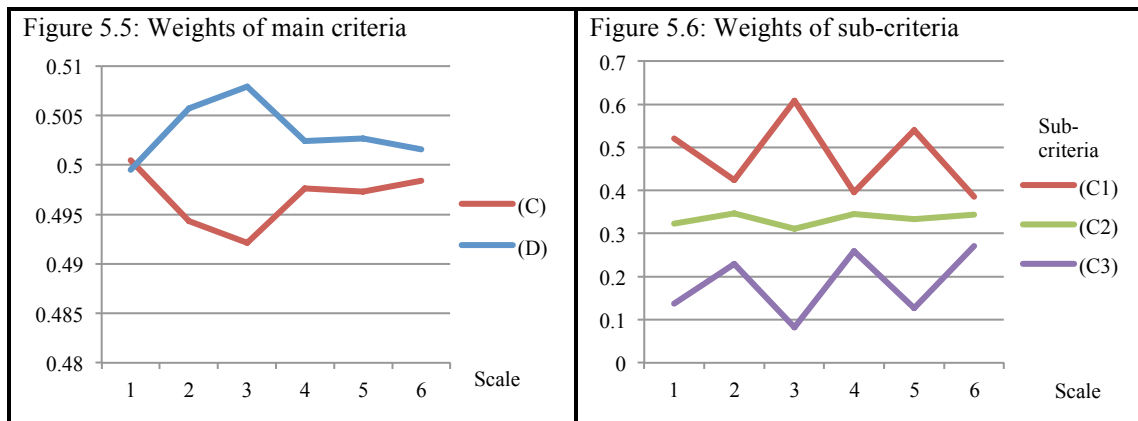 Figure 5.5: Weights of main criteria
0.51
0.505
0.5
0.495
0.49
0.485
0.48
1 2 3 4 5 6
Scale
(C)
(D)
Figure 5.6: Weights of sub-criteria
0.7
0.6
0.5
0.4
0.3
0.2
0.1
0
1 2 3 4 5 6
Scale
Sub-
criteria
(C1)
(C2)
(C3)